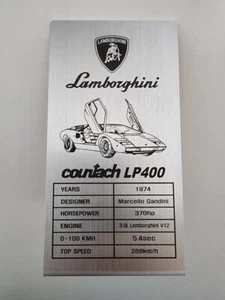 LAMBORGHINI
Lamborghini
countach LP400
YEARS 1974
DESIGNER Marcello Gandini
HORSEPOWER 370hp
ENGINE 3.9L Lamborghini V12
0-100 KMH 5.4sec
TOP SPEED 288km/h